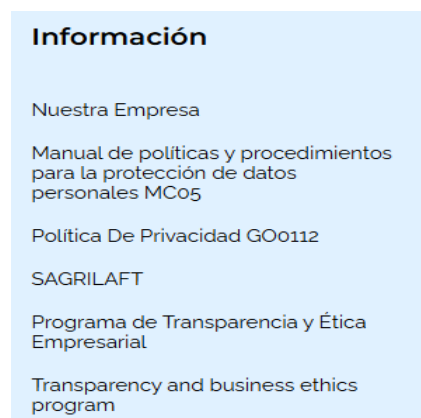 Información
Nuestra Empresa
Manual de políticas y procedimientos
para la protección de datos
personales MC05
Política De Privacidad GO0112
SAGRILAFT
Programa de Transparencia y Ética
Empresarial
Transparency and business ethics
program